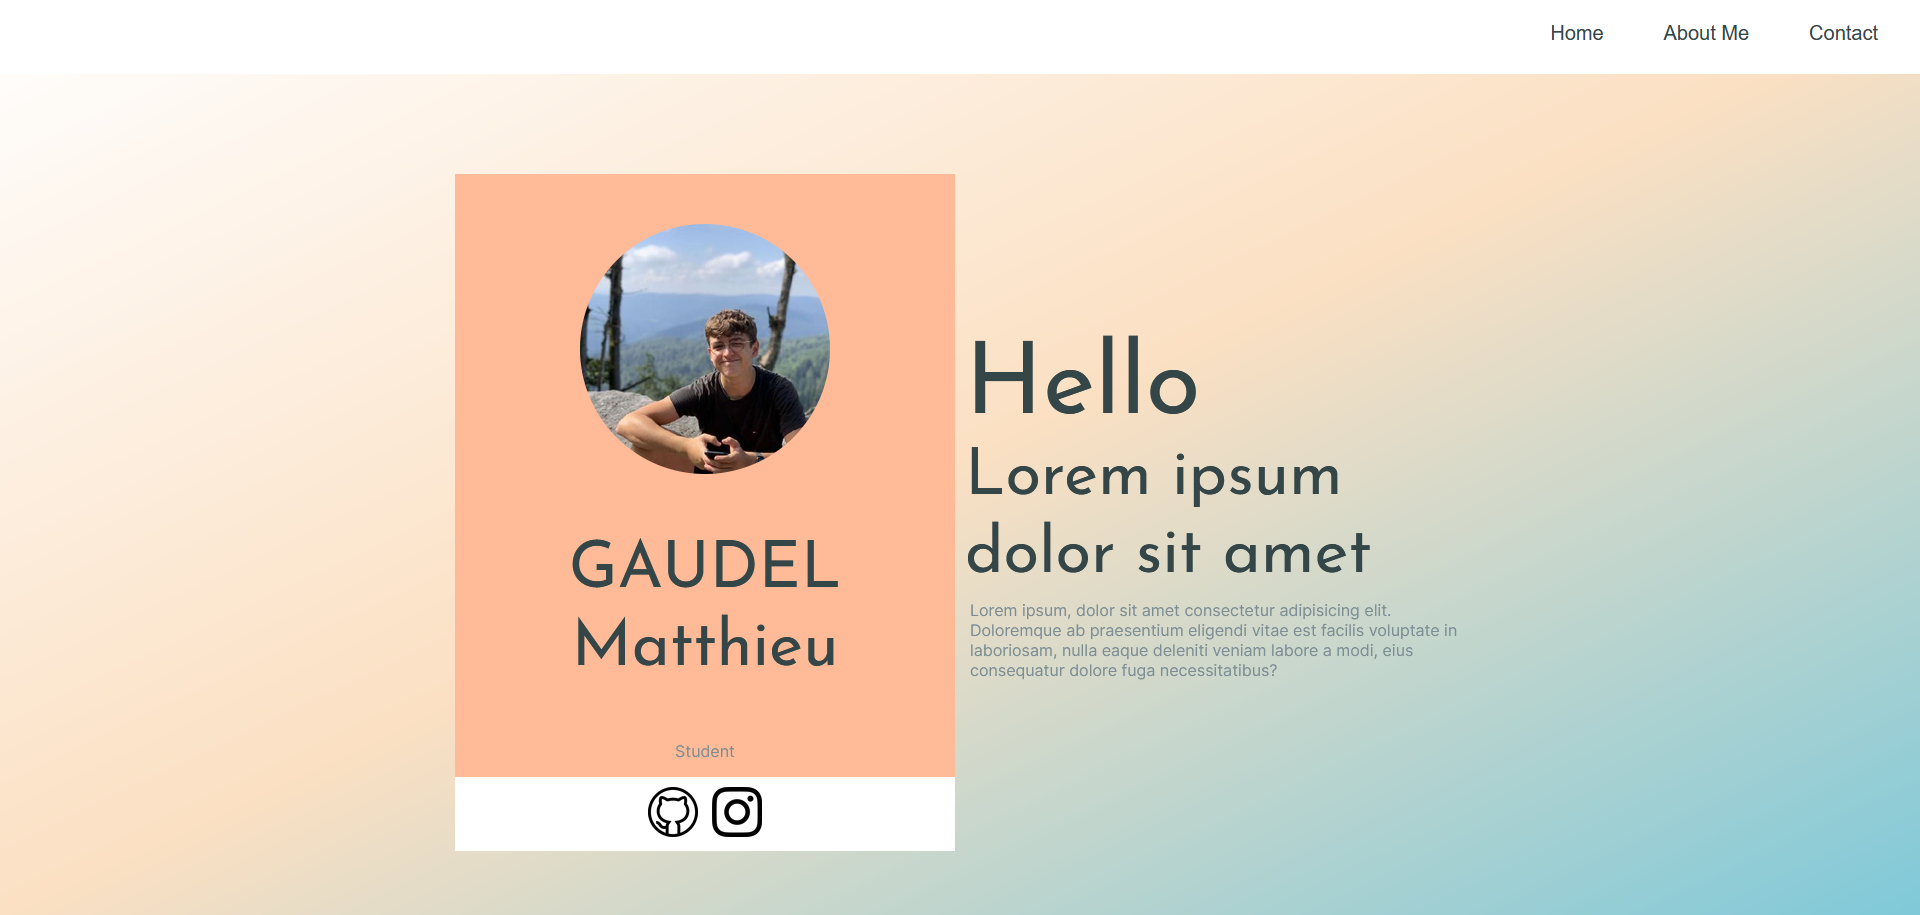 Home About Me Contact
GAUDEL
Matthieu
Student
Hello
Lorem ipsum
dolor sit amet
Lorem ipsum, dolor sit amet consectetur adipisicing elit.
Doloremque ab praesentium eligendi vitae est facilis voluptate in
laboriosam, nulla eaque deleniti veniam labore a modi, eius
consequatur dolore fuga necessitatibus?